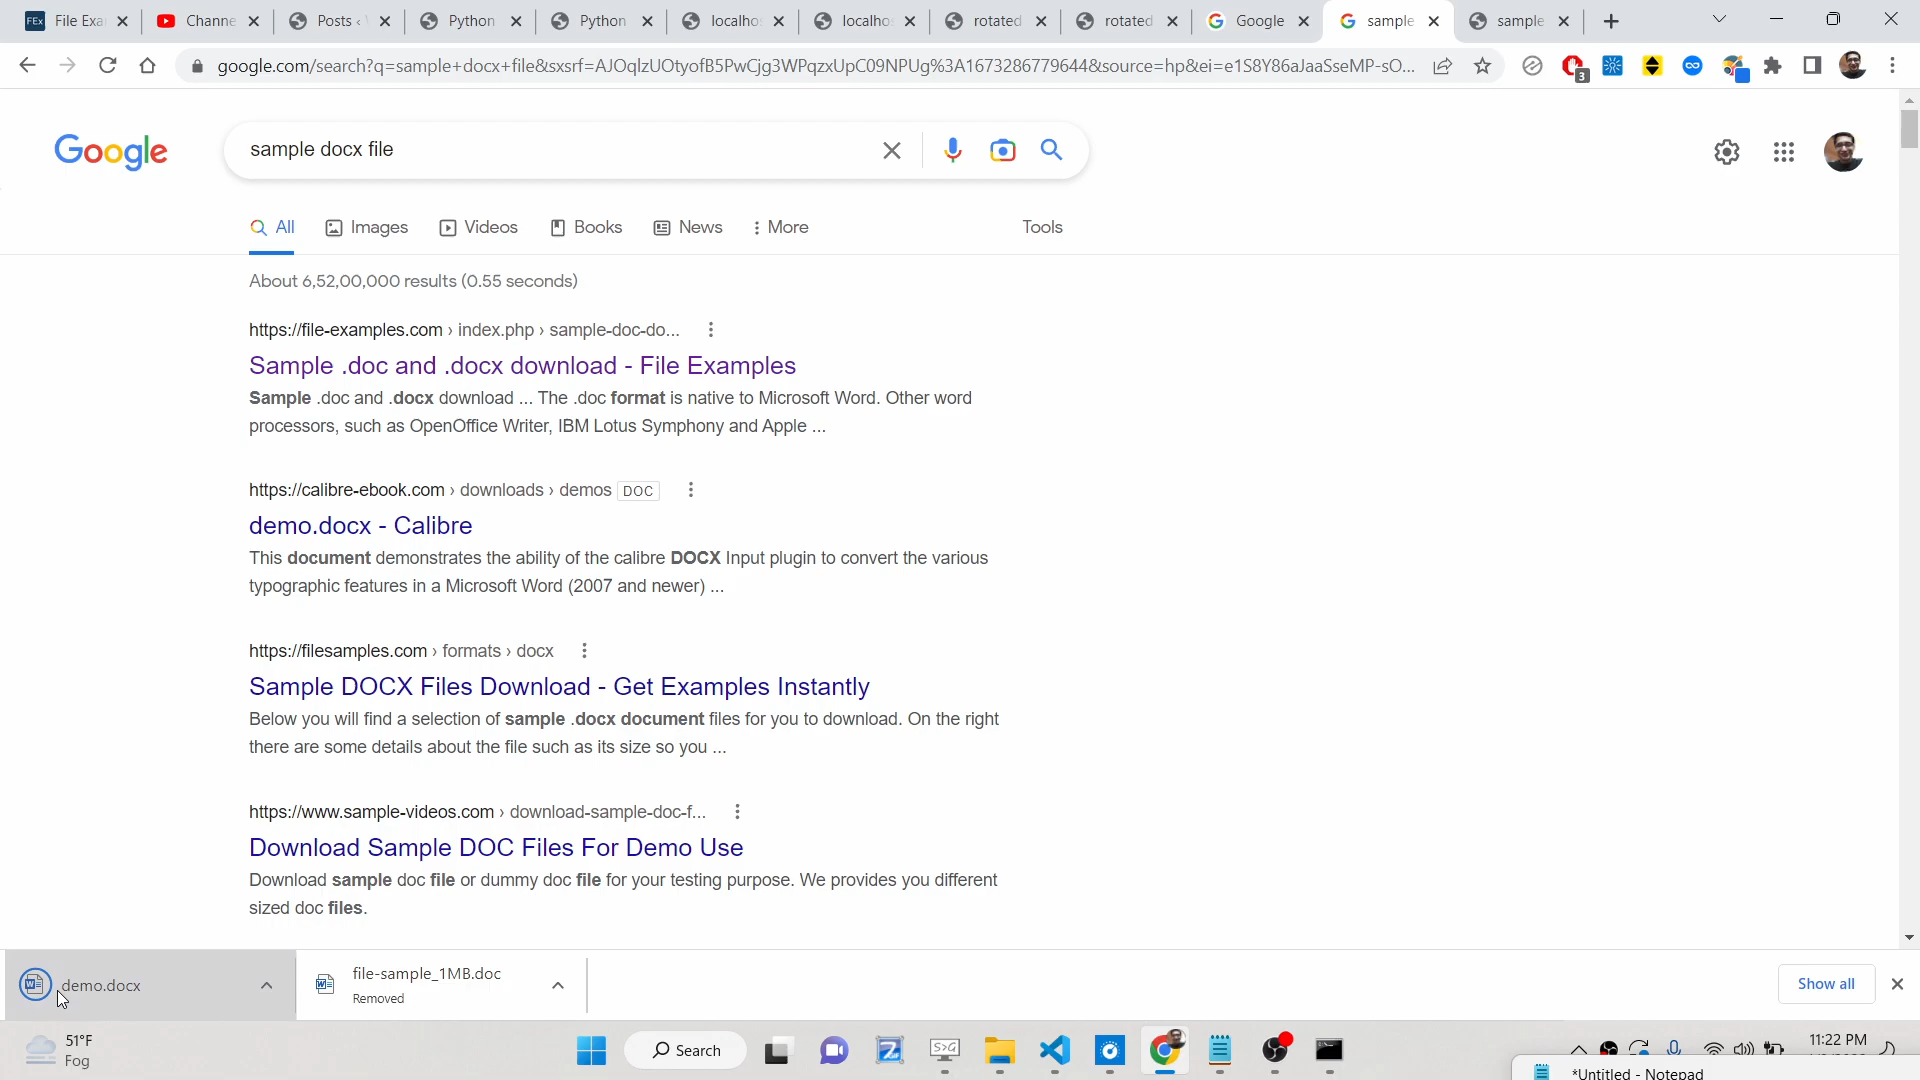 FEx File Exa
Channe
Posts ‹
Python
Python
localho
localho
rotated
rotated
Google
sample
sample
google.com/search?q=sample+docx+file&sxsrf=AJOqlzUOtyofB5PwCjg3WPqzxUpC09NPUg%3A1673286779644&source=hp&ei=e1S8Y86aJaaSseMP-sO...
3
Google
sample docx file
All
Images
Videos
Books
News
More
Tools
About 6,52,00,000 results (0.55 seconds)
https://file-examples.com › index.php › sample-doc-do...
Sample .doc and .docx download - File Examples
Sample .doc and .docx download ... The .doc format is native to Microsoft Word. Other word
processors, such as OpenOffice Writer, IBM Lotus Symphony and Apple ...
https://calibre-ebook.com › downloads › demos DOC
demo.docx - Calibre
This document demonstrates the ability of the calibre DOCX Input plugin to convert the various
typographic features in a Microsoft Word (2007 and newer) ...
https://filesamples.com › formats › docx
Sample DOCX Files Download - Get Examples Instantly
Below you will find a selection of sample .docx document files for you to download. On the right
there are some details about the file such as its size so you ...
https://www.sample-videos.com › download-sample-doc-f...
Download Sample DOC Files For Demo Use
Download sample doc file or dummy doc file for your testing purpose. We provides you different
sized doc files.
demo.docx
file-sample_1MB.doc
Removed
Show all
51°F
Fog
Search
11:22 PM
*Untitled - Notepad